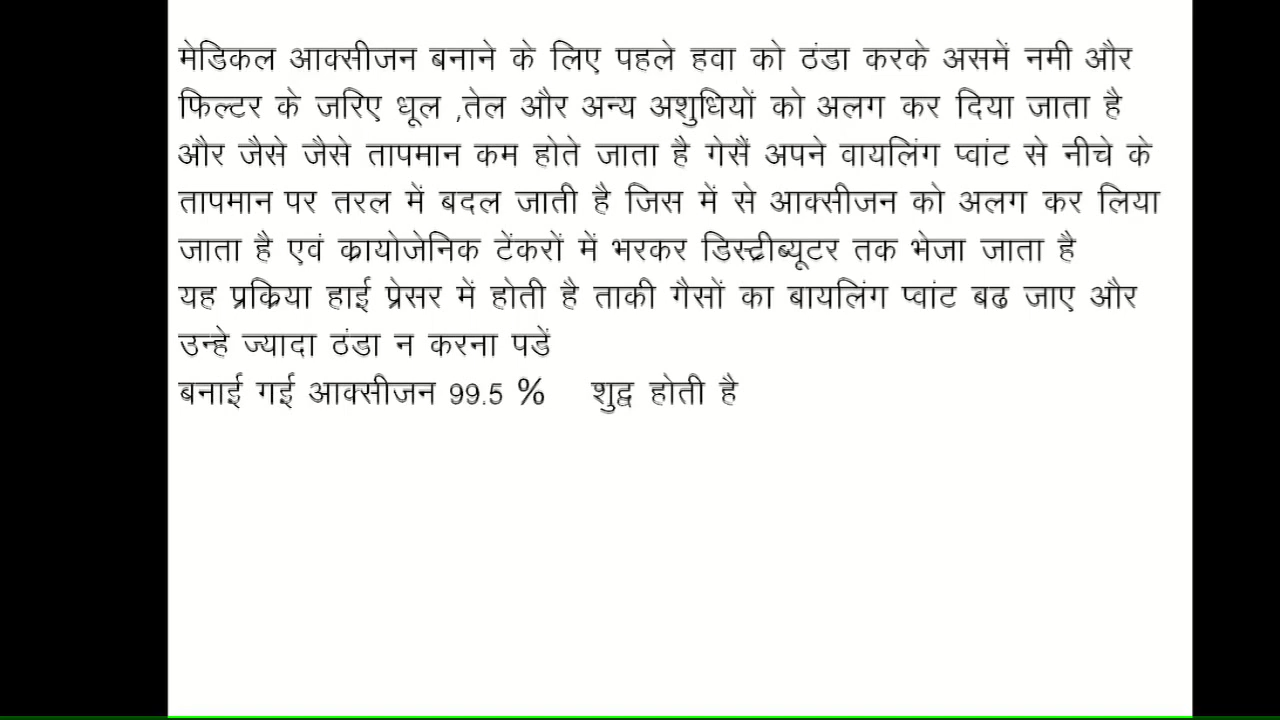 मेडिकल आक्सीजन बनाने के लिए पहले हवा को ठंडा करके असमें नमी और
फिल्टर के जरिए धूल ,तेल और अन्य अशुधियों को अलग कर दिया जाता है
और जैसे जैसे तापमान कम होते जाता है गेसैं अपने वायलिंग प्वांट से नीचे के
तापमान पर तरल में बदल जाती है जिस में से आक्सीजन को अलग कर लिया
जाता है एवं क्रायोजेनिक टेंकरों में भरकर डिस्ट्रीब्यूटर तक भेजा जाता है
यह प्रक्रिया हाई प्रेसर में होती है ताकी गैसों का बायलिंग प्वांट बढ जाए और
उन्हे ज्यादा ठंडा न करना पडें
बनाई गई आक्सीजन 99.5 % शुद्व होती है